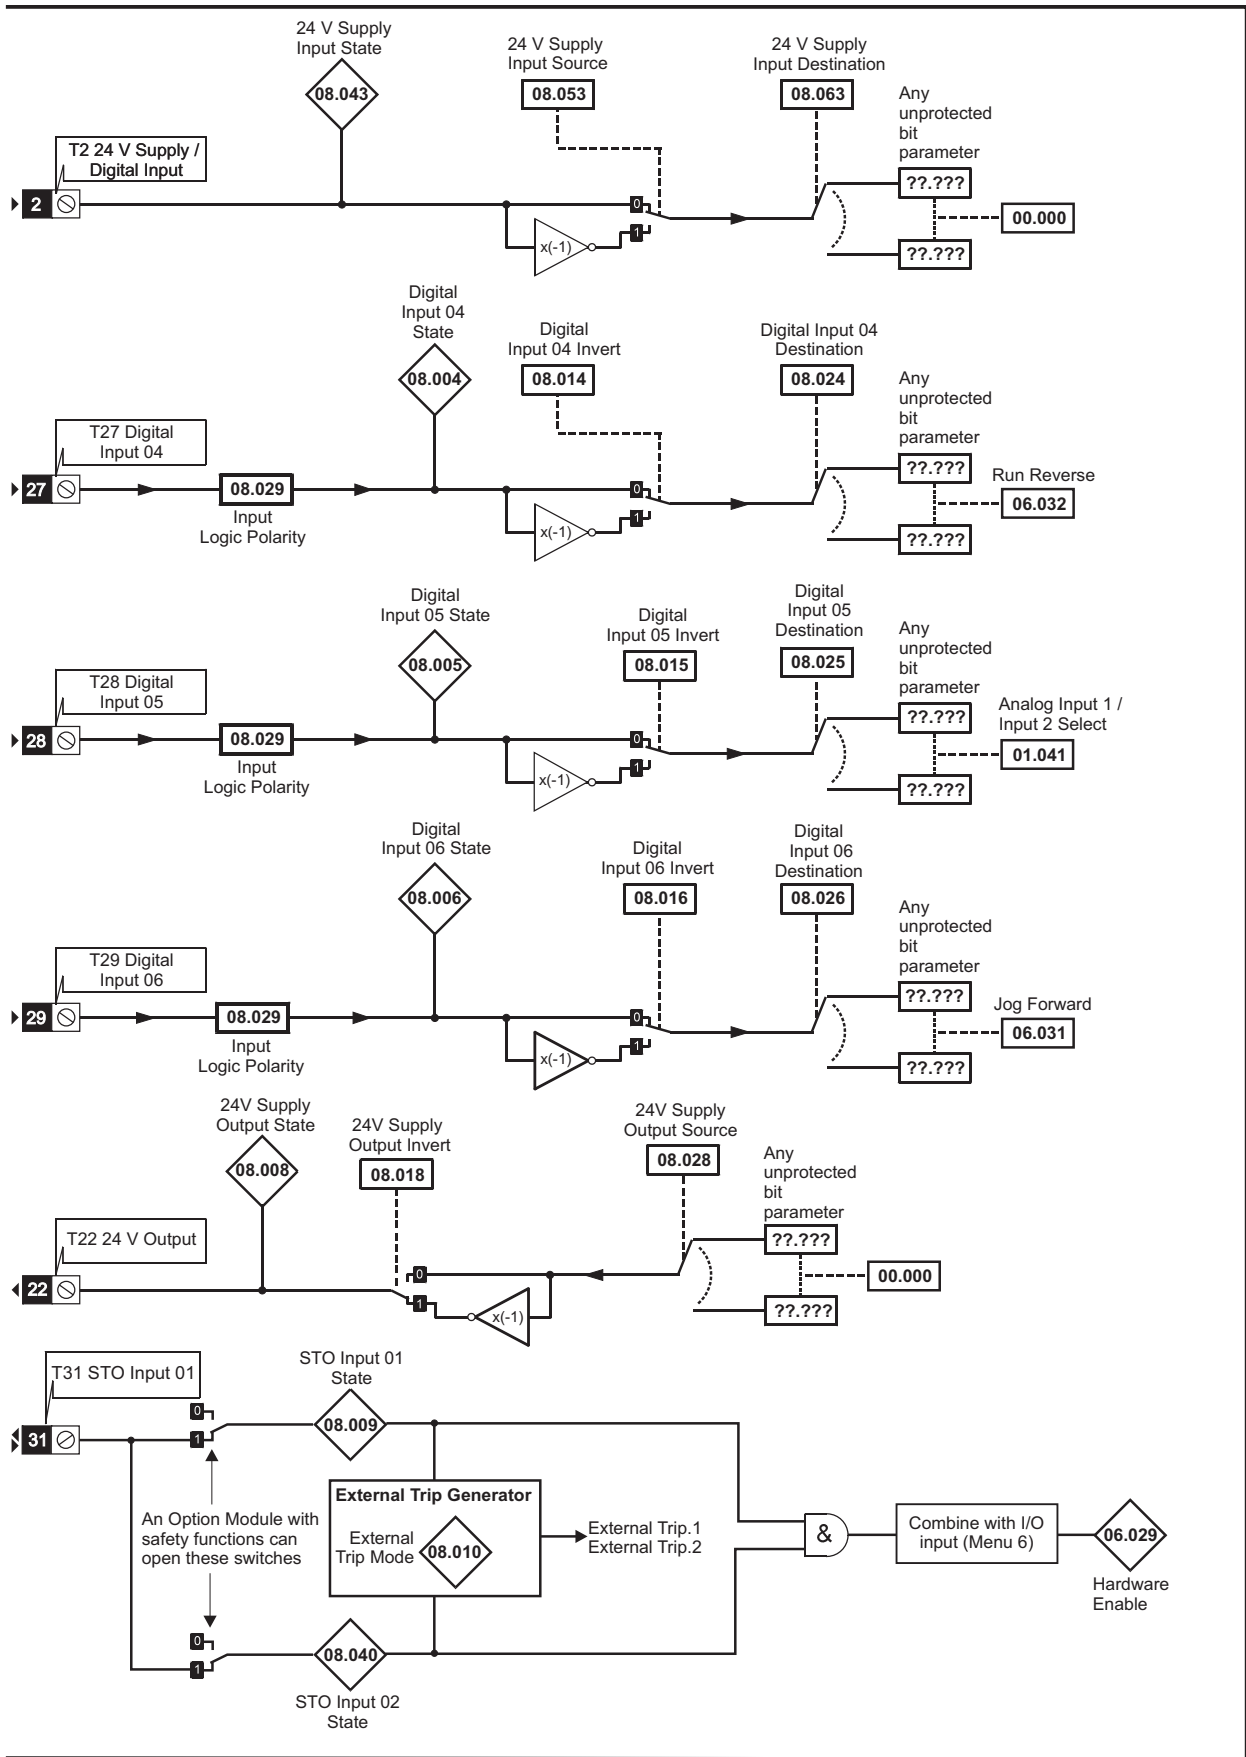 24 V Supply
Input State
08.043
24 V Supply
Input Source
08.053
24 V Supply
Input Destination
08.063
Any
unprotected
bit
parameter
T2 24 V Supply /
Digital Input
2
0
1
x(-1)
??.???
??.???
00.000
Digital
Input 04
State
08.004
Digital
Input 04 Invert
08.014
Digital Input 04
Destination
08.024
Any
unprotected
bit
parameter
T27 Digital
Input 04
27
08.029
Input
Logic Polarity
0
1
x(-1)
??.???
??.???
Run Reverse
06.032
Digital
Input 05 State
08.005
Digital
Input 05 Invert
08.015
Digital
Input 05
Destination
08.025
Any
unprotected
bit
parameter
T28 Digital
Input 05
28
08.029
Input
Logic Polarity
0
1
x(-1)
??.???
??.???
Analog Input 1 /
Input 2 Select
01.041
Digital
Input 06 State
08.006
Digital
Input 06 Invert
08.016
Digital
Input 06
Destination
08.026
Any
unprotected
bit
parameter
T29 Digital
Input 06
29
08.029
Input
Logic Polarity
0
1
x(-1)
??.???
??.???
Jog Forward
06.031
24V Supply
Output State
08.008
24V Supply
Output Invert
08.018
24V Supply
Output Source
08.028
Any
unprotected
bit
parameter
T22 24 V Output
22
0
1
x(-1)
??.???
??.???
00.000
T31 STO Input 01
31
0
1
STO Input 01
State
08.009
An Option Module with
safety functions can
open these switches
External Trip Generator
External
Trip Mode
08.010
External Trip.1
External Trip.2
&
Combine with I/O
input (Menu 6)
06.029
Hardware
Enable
0
1
08.040
STO Input 02
State